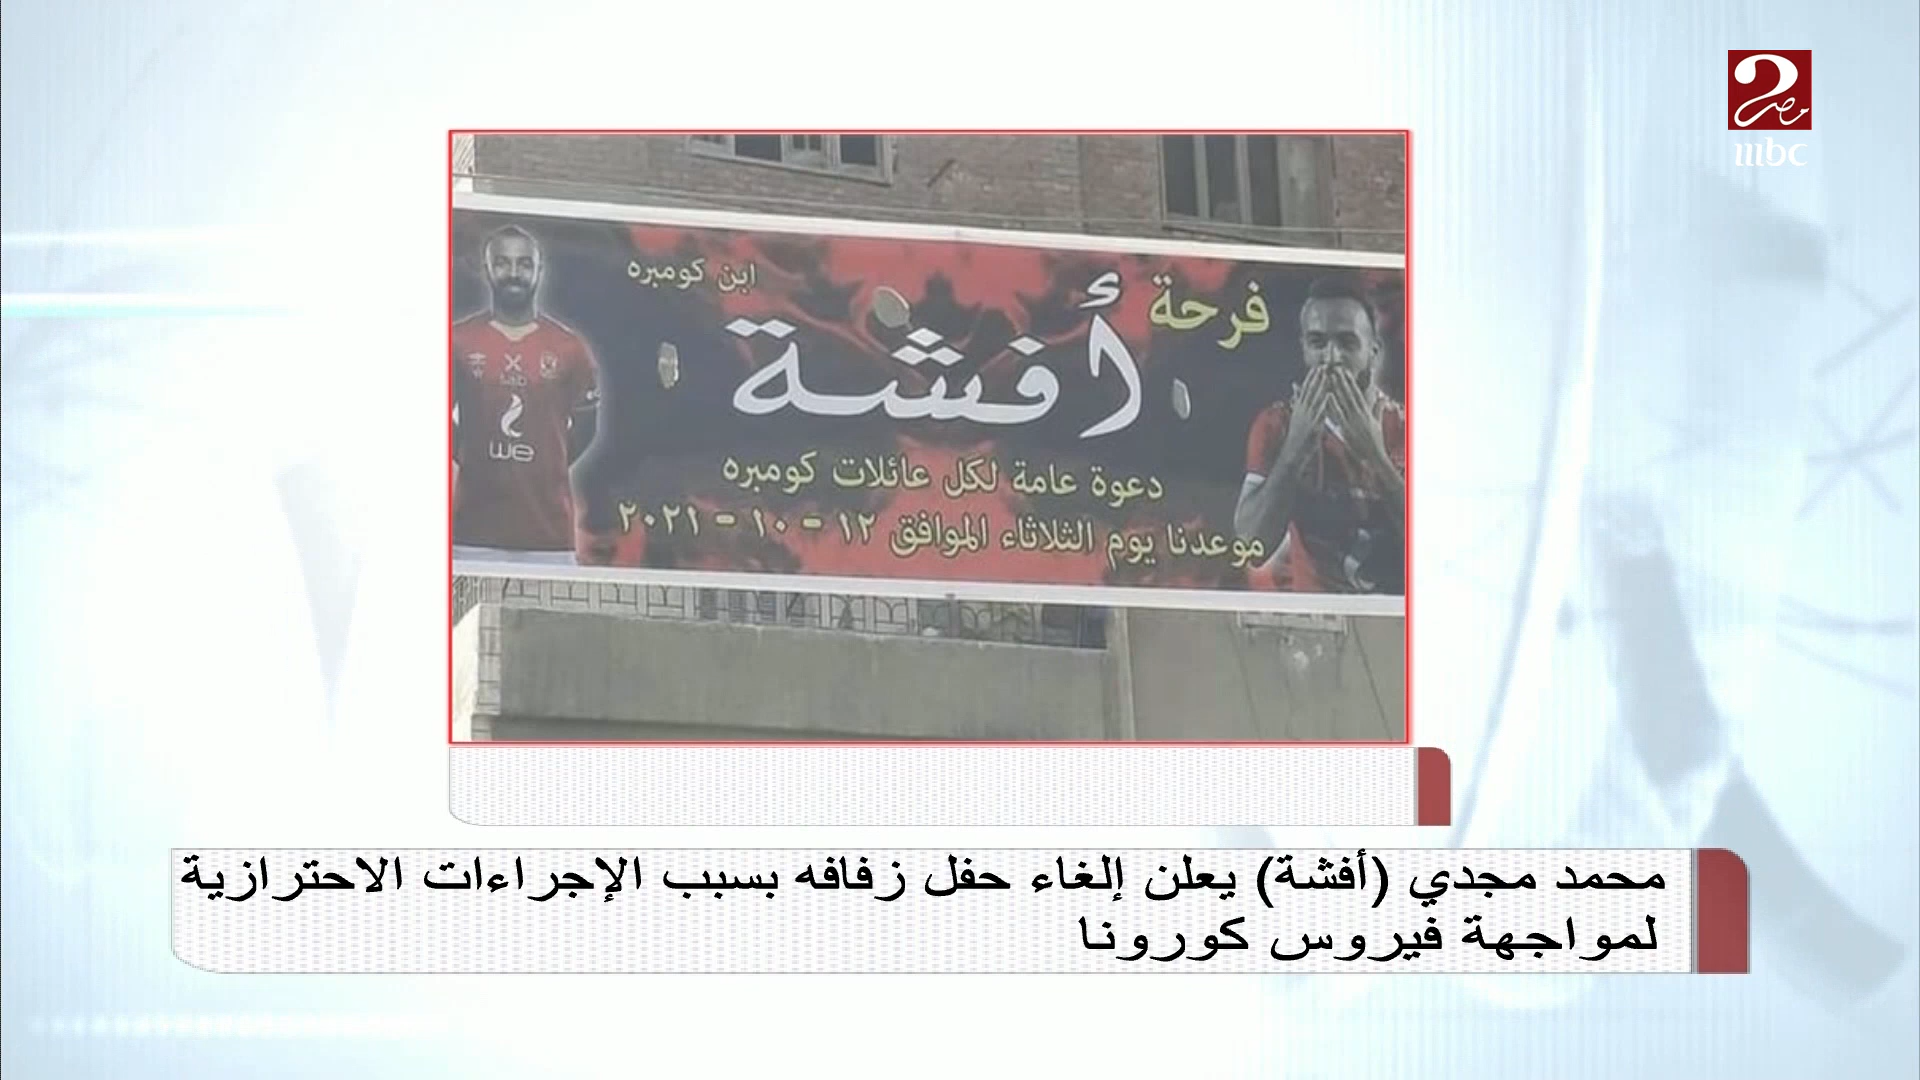 مصر
mbc
فرحة
ابن كومبره
أفشة
دعوة عامة لكل عائلات كومبره
موعدنا يوم الثلاثاء الموافق ١٢ - ١٠ - ٢٠٢١
we
محمد مجدي (أفشة) يعلن إلغاء حفل زفافه بسبب الإجراءات الاحترازية
لمواجهة فيروس كورونا